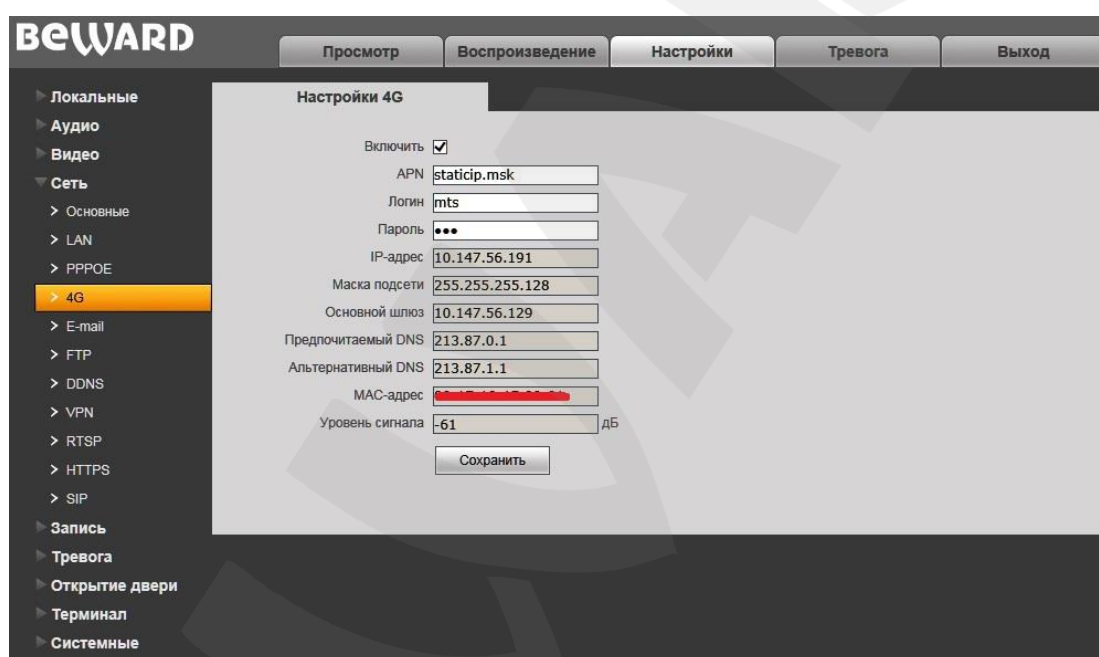 BEWARD
Просмотр Воспроизведение Настройки Тревога Выход
Локальные
Аудио
Видео
Сеть
> Основные
> LAN
> PPPOE
> 4G
> E-mail
> FTP
> DDNS
> VPN
> RTSP
> HTTPS
> SIP
Запись
Тревога
Открытие двери
Терминал
Системные
Настройки 4G
Включить
APN staticip.msk
Логин mts
Пароль •••
IP-адрес 10.147.56.191
Маска подсети 255.255.255.128
Основной шлюз 10.147.56.129
Предпочитаемый DNS 213.87.0.1
Альтернативный DNS 213.87.1.1
MAC-адрес
Уровень сигнала -61 дБ
Сохранить